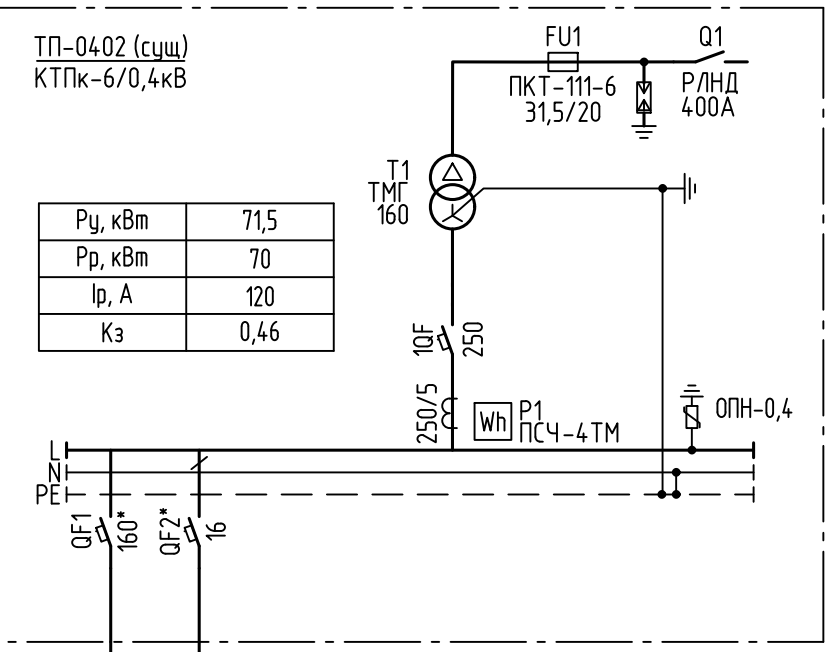 ТП-0402 (сущ)
КТПк-6/0,4кВ
FU1
ПКТ-111-6
31,5/20
Q1
РЛНД
400А
Т1
ТМГ
160
Ру, кВт 71,5
Рр, кВт 70
Iр, А 120
Кз 0,46
1QF
250
250/5
Wh
P1
ПСЧ-4ТМ
ОПН-0,4
L
N
PE
QF1
160*
QF2*
16